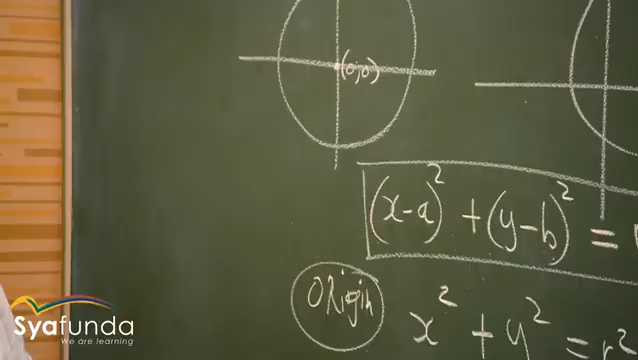 (0;0)
(x-a)² + (y-b)² =
Origin x² + y² = r²
Syafunda
We are learning